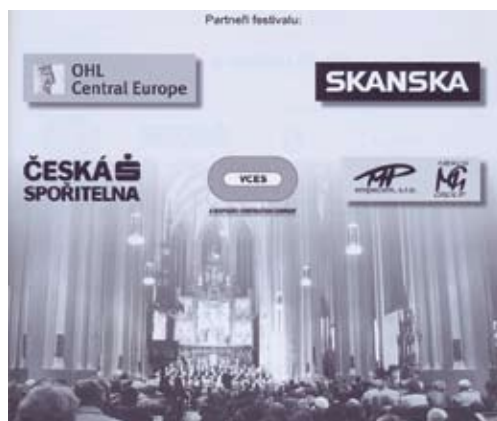 Partneři festivalu:
OHL
Central Europe
SKANSKA
ČESKÁ
SPOŘITELNA
VCES